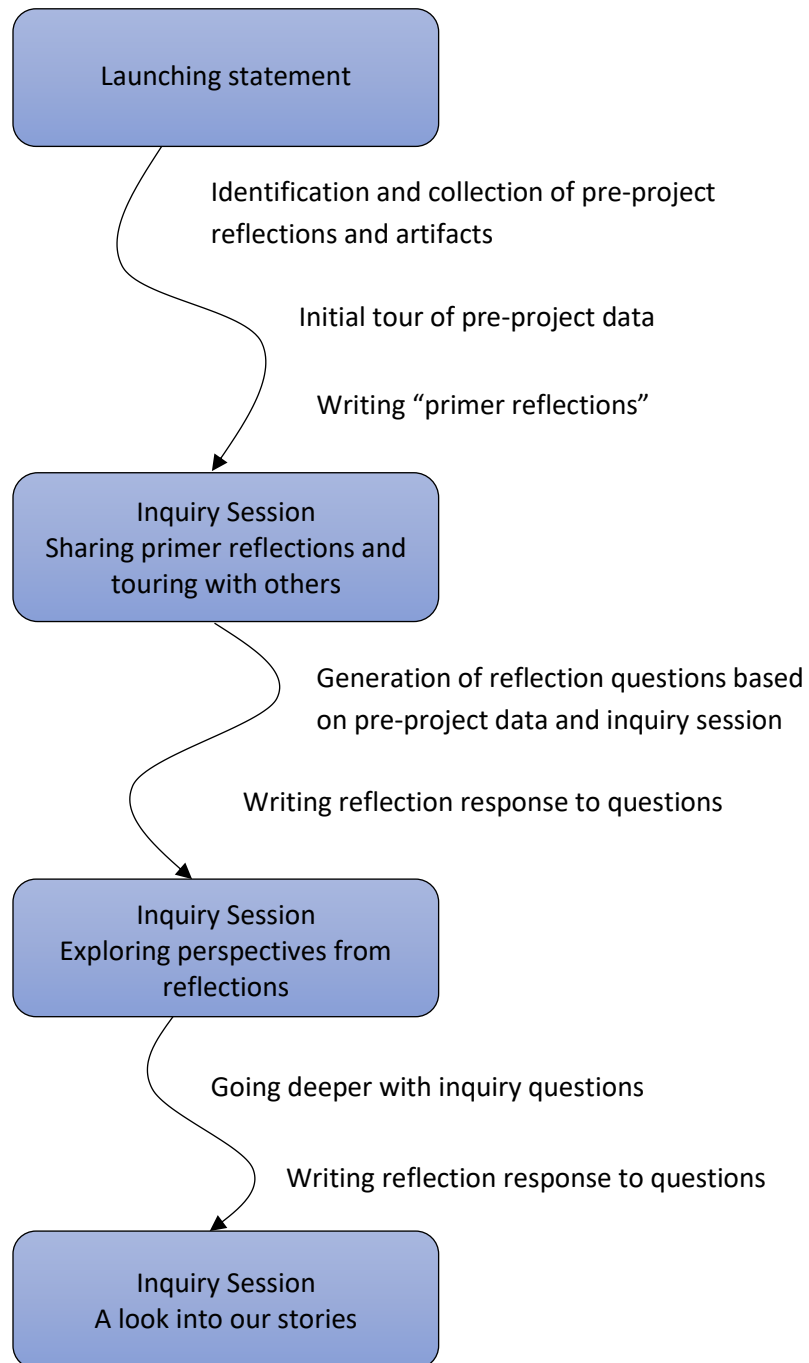 Launching statement
Identification and collection of pre-project
reflections and artifacts
Initial tour of pre-project data
Writing “primer reflections”
Inquiry Session
Sharing primer reflections and
touring with others
Generation of reflection questions based
on pre-project data and inquiry session
Writing reflection response to questions
Inquiry Session
Exploring perspectives from
reflections
Going deeper with inquiry questions
Writing reflection response to questions
Inquiry Session
A look into our stories